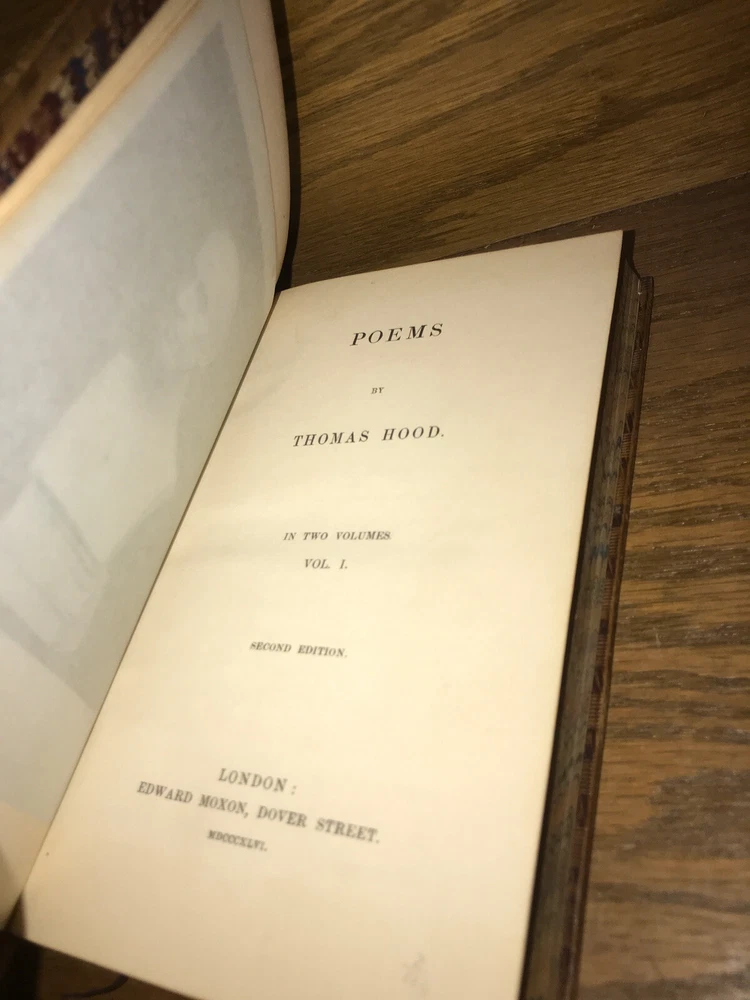 POEMS
BY
THOMAS HOOD.
IN TWO VOLUMES.
VOL. I.
SECOND EDITION.
LONDON:
EDWARD MOXON, DOVER STREET.
MDCCCXLVI.